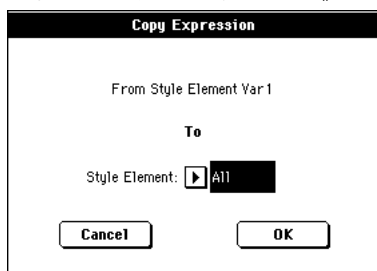 Copy Expression
From Style Element Var1
To
Style Element: All
Cancel OK